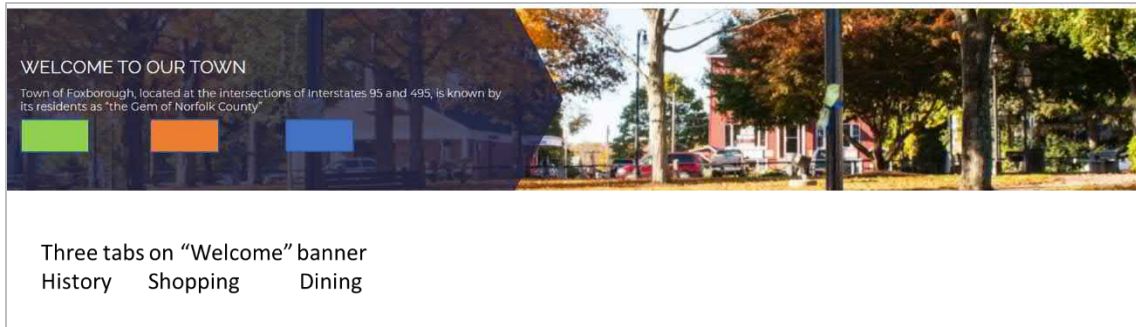 WELCOME TO OUR TOWN
Town of Foxborough, located at the intersections of Interstates 95 and 495, is known by
its residents as "the Gem of Norfolk County"
Three tabs on “Welcome” banner
History Shopping Dining